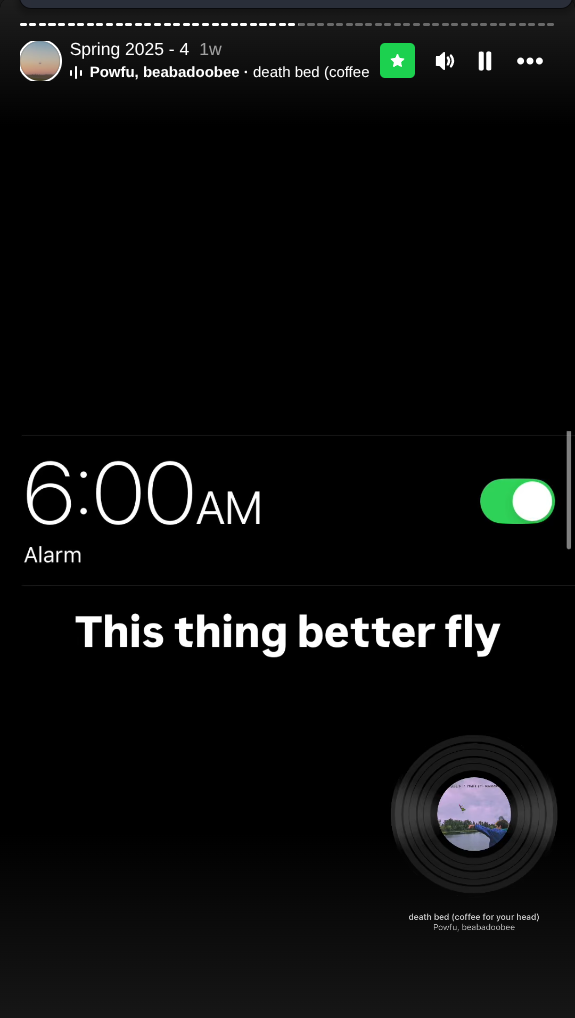 Spring 2025 - 4 1w
Powfu, beabadoobee · death bed (coffee
6:00AM
Alarm
This thing better fly
death bed (coffee for your head)
Powfu, beabadoobee